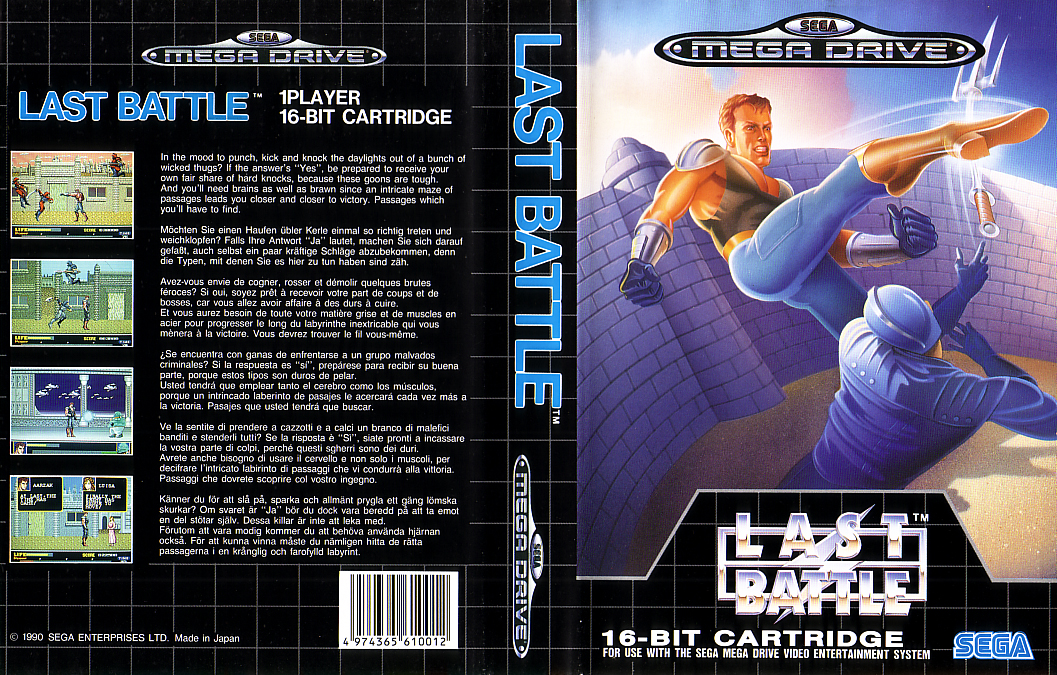 SEGA
MEGA DRIVE
LAST BATTLE™
1PLAYER
16-BIT CARTRIDGE
In the mood to punch, kick and knock the daylights out of a bunch of
wicked thugs? If the answer's "Yes", be prepared to receive your
own fair share of hard knocks, because these goons are tough.
And you'll need brains as well as brawn since an intricate maze of
passages leads you closer and closer to victory. Passages which
you'll have to find.
Möchten Sie einen Haufen übler Kerle einmal so richtig treten und
weichklopfen? Falls Ihre Antwort "Ja" lautet, machen Sie sich darauf
gefaßt, auch selbst ein paar kräftige Schläge abzubekommen, denn
die Typen, mit denen Sie es hier zu tun haben sind zäh.
Avez-vous envie de cogner, rosser et démolir quelques brutes
féroces? Si oui, soyez prêt à recevoir votre part de coups et de
bosses, car vous allez avoir affaire à des durs à cuire.
Et vous aurez besoin de toute votre matière grise et de muscles en
acier pour progresser le long du labyrinthe inextricable qui vous
mènera à la victoire. Vous devrez trouver le fil vous-même.
¿Se encuentra con ganas de enfrentarse a un grupo malvados
criminales? Si la respuesta es "sí", prepárese para recibir su buena
parte, porque estos tipos son duros de pelar.
Usted tendrá que emplear tanto el cerebro como los músculos,
porque un intrincado laberinto de pasajes le acercará cada vez más a
la victoria. Pasajes que usted tendrá que buscar.
Ve la sentite di prendere a cazzotti e a calci un branco di malefici
banditi e stenderli tutti? Se la risposta è "Si", siate pronti a incassare
la vostra parte di colpi, perché questi sgherri sono dei duri.
Avrete anche bisogno di usare il cervello e non solo i muscoli, per
decifrare l'intricato labirinto di passaggi che vi condurrà alla vittoria.
Passaggi che dovrete scoprire col vostro ingegno.
Känner du för att slå på, sparka och allmänt prygla ett gäng lömska
skurkar? Om svaret är "Ja" bör du dock vara beredd på att ta emot
en del stötar själv. Dessa killar är inte att leka med.
Förutom att vara modig kommer du att behöva använda hjärnan
också. För att kunna vinna måste du nämligen hitta de rätta
passagerna i en krånglig och farofylld labyrint.
LIFE
SCORE
LIFE
SCORE
AARZAK
LUISA
LIFE
SCORE
© 1990 SEGA ENTERPRISES LTD. Made in Japan
4 974365 610012
LAST BATTLE™
SEGA
MEGA DRIVE
SEGA
MEGA DRIVE
LAST™
BATTLE
16-BIT CARTRIDGE
FOR USE WITH THE SEGA MEGA DRIVE VIDEO ENTERTAINMENT SYSTEM
SEGA